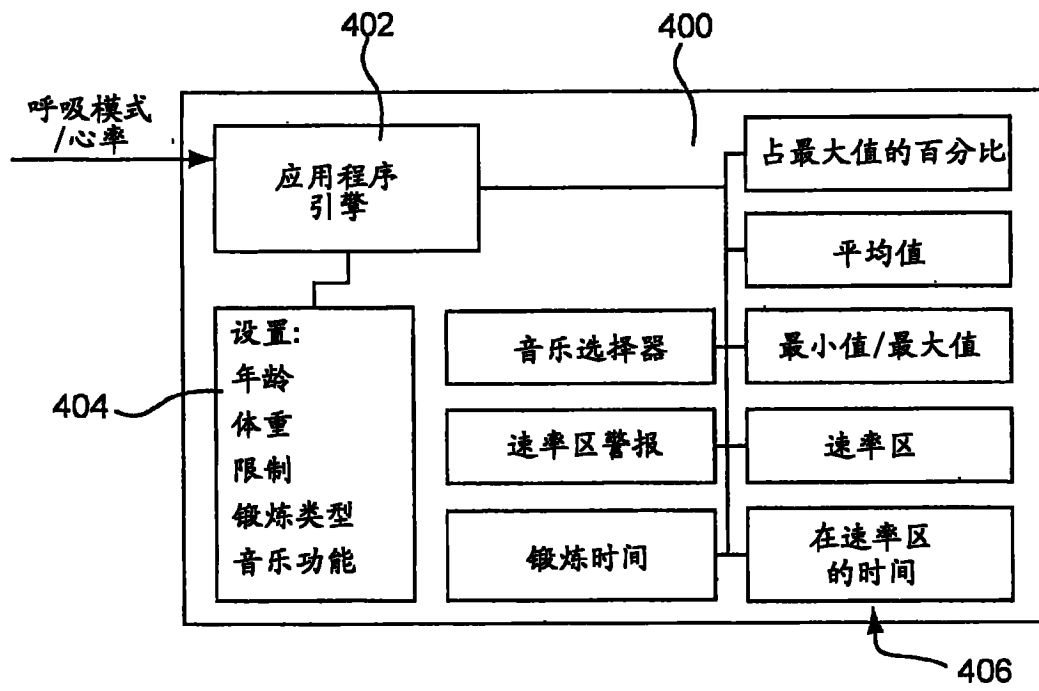 402
400
呼吸模式
/心率
应用程序
引擎
占最大值的百分比
平均值
设置:
年龄
体重
限制
锻炼类型
音乐功能
404
音乐选择器
最小值/最大值
速率区警报
速率区
锻炼时间
在速率区
的时间
406